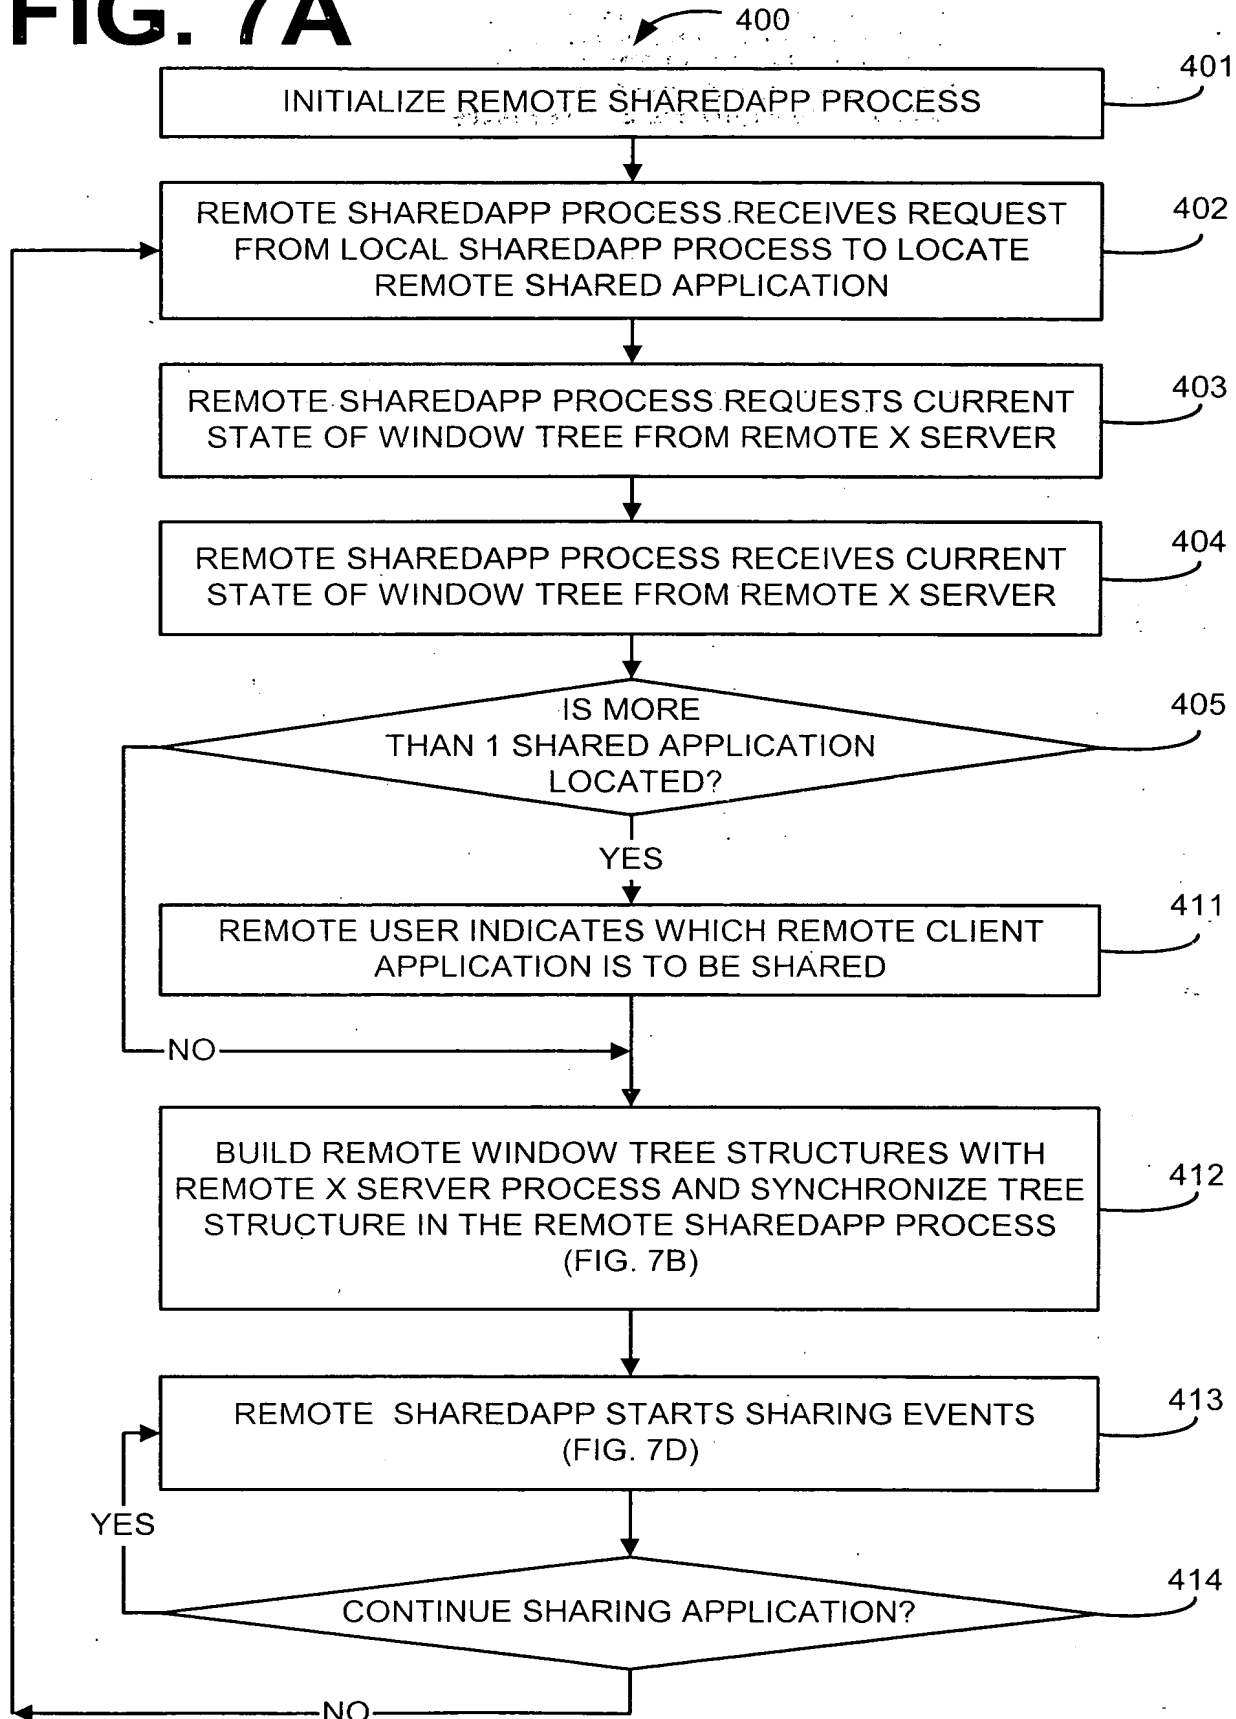 FIG. 7A
400
401
INITIALIZE REMOTE SHAREDAPP PROCESS
402
REMOTE SHAREDAPP PROCESS RECEIVES REQUEST
FROM LOCAL SHAREDAPP PROCESS TO LOCATE
REMOTE SHARED APPLICATION
403
REMOTE SHAREDAPP PROCESS REQUESTS CURRENT
STATE OF WINDOW TREE FROM REMOTE X SERVER
404
REMOTE SHAREDAPP PROCESS RECEIVES CURRENT
STATE OF WINDOW TREE FROM REMOTE X SERVER
405
IS MORE
THAN 1 SHARED APPLICATION
LOCATED?
YES
411
REMOTE USER INDICATES WHICH REMOTE CLIENT
APPLICATION IS TO BE SHARED
NO
412
BUILD REMOTE WINDOW TREE STRUCTURES WITH
REMOTE X SERVER PROCESS AND SYNCHRONIZE TREE
STRUCTURE IN THE REMOTE SHAREDAPP PROCESS
(FIG. 7B)
413
REMOTE SHAREDAPP STARTS SHARING EVENTS
(FIG. 7D)
YES
414
CONTINUE SHARING APPLICATION?
NO